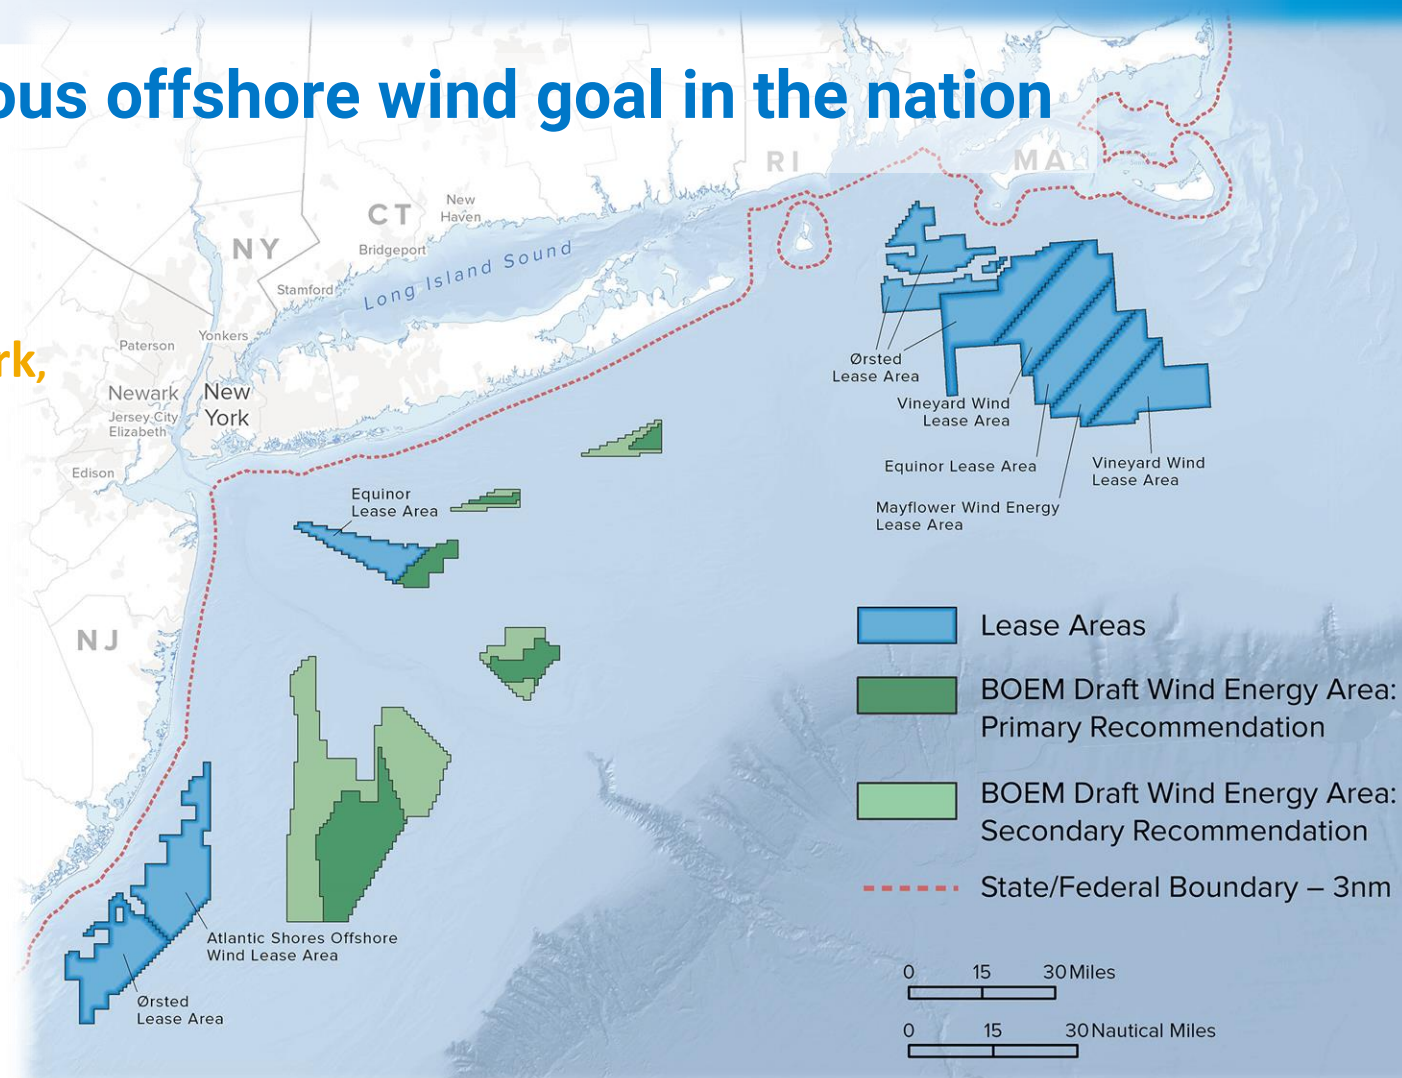 ous offshore wind goal in the nation
rk,
RI
MA
CT
New
Haven
Bridgeport
NY
Long Island Sound
Stamford
Yonkers
Paterson
Newark
New
York
Jersey City
Elizabeth
Edison
NJ
Ørsted
Lease Area
Vineyard Wind
Lease Area
Equinor Lease Area
Vineyard Wind
Lease Area
Mayflower Wind Energy
Lease Area
Equinor
Lease Area
Atlantic Shores Offshore
Wind Lease Area
Ørsted
Lease Area
Lease Areas
BOEM Draft Wind Energy Area:
Primary Recommendation
BOEM Draft Wind Energy Area:
Secondary Recommendation
State/Federal Boundary – 3nm
0 15 30 Miles
0 15 30 Nautical Miles